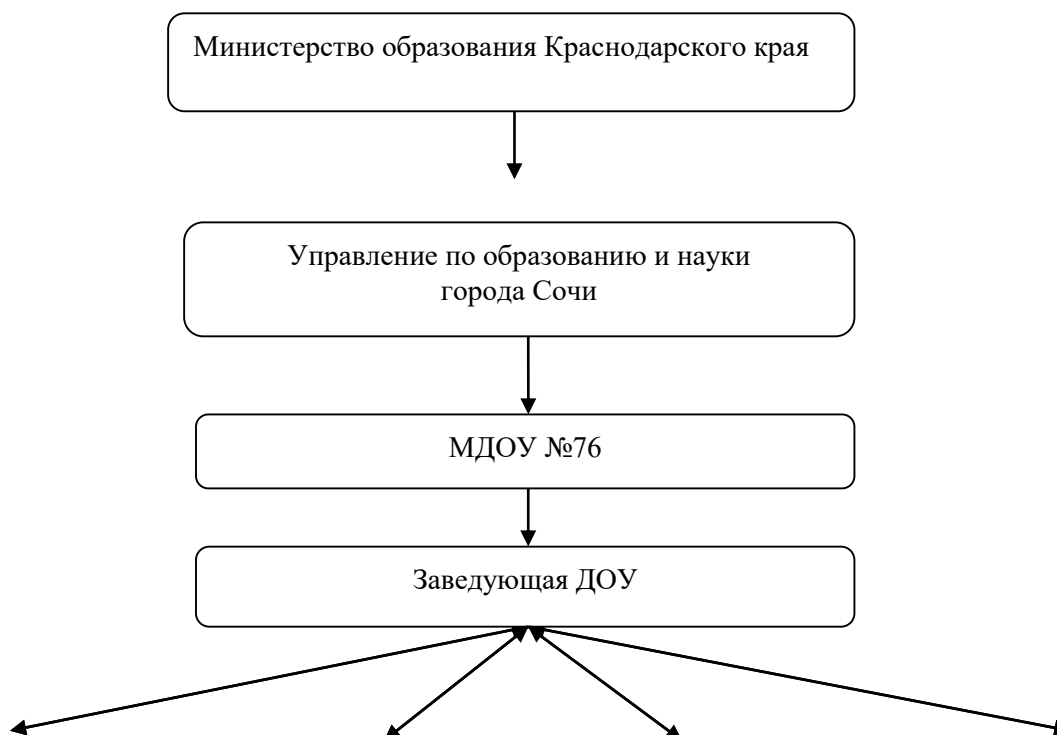 Министерство образования Краснодарского края
Управление по образованию и науки
города Сочи
МДОУ №76
Заведующая ДОУ